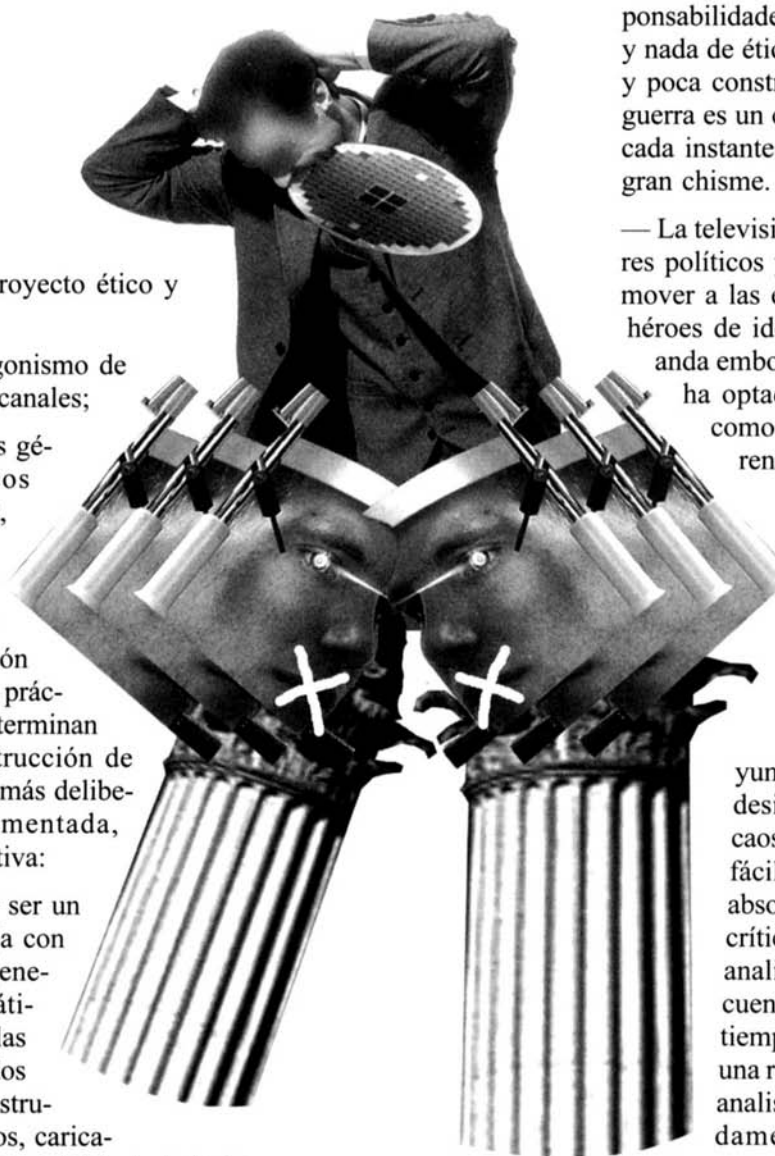 royecto ético y
gonismo de
canales;
s gé-
os
,
ón
prác-
terminan
trucción de
más delibe-
mentada,
tiva:
ser un
a con
ene-
áti-
las
os
stru-
os, carica-
ponsabilidade
y nada de étic
y poca constr
guerra es un
cada instante
gran chisme.
— La televisi
res políticos
mover a las
héroes de id
anda embo
ha optad
como
ren
yun
desi
caos
fácil
abso
crític
anali
cuen
tiemp
una r
analis
dame